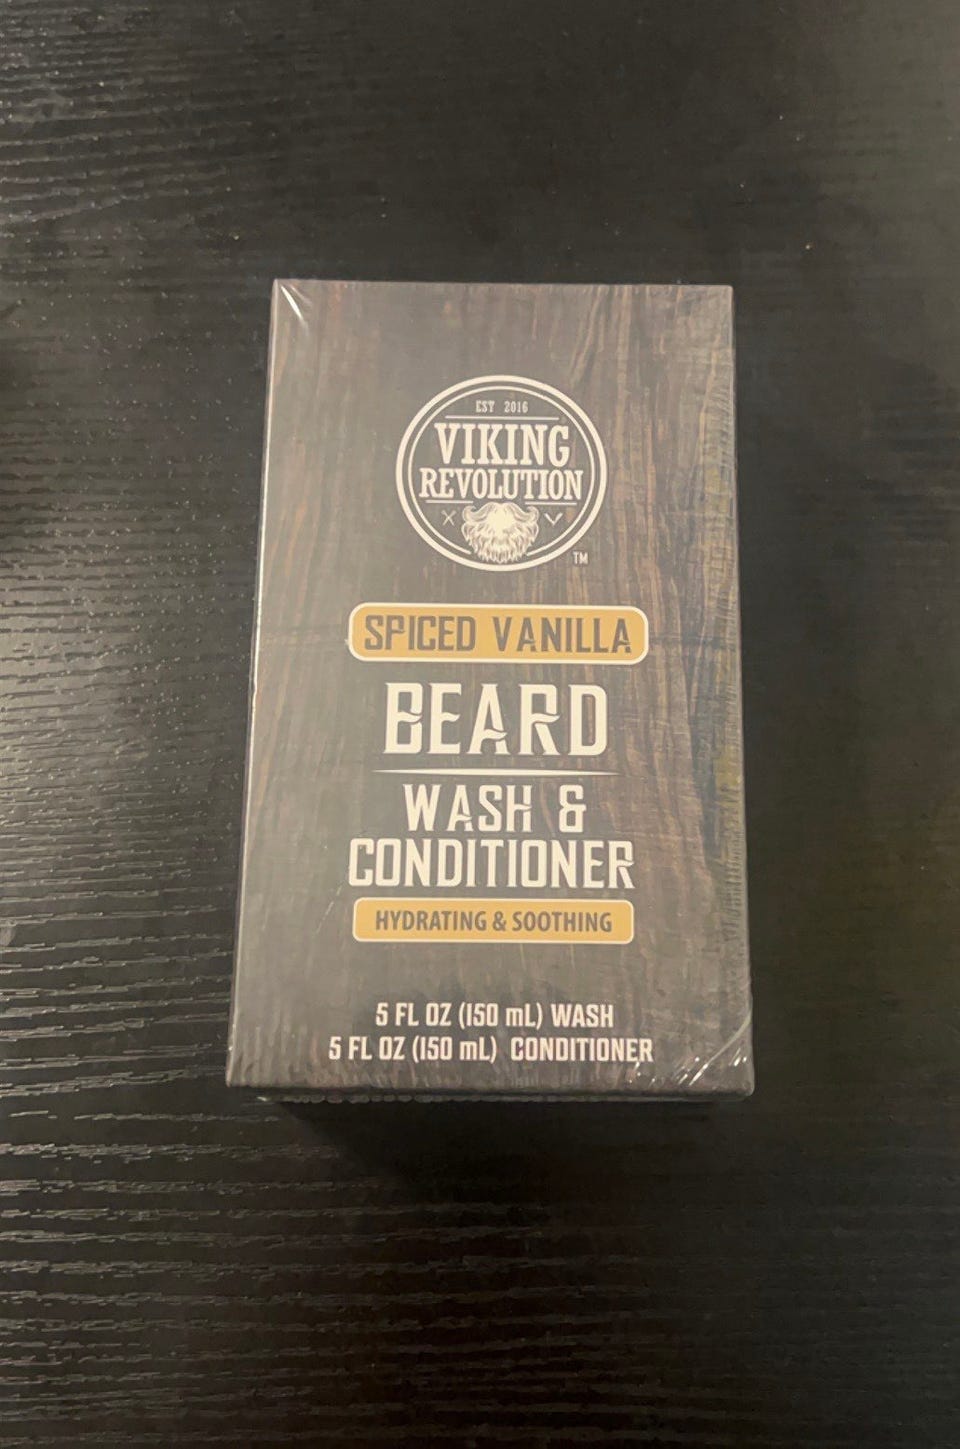 EST 2016
VIKING
REVOLUTION
TM
SPICED VANILLA
BEARD
WASH &
CONDITIONER
HYDRATING & SOOTHING
5 FL OZ (150 mL) WASH
5 FL OZ (150 mL) CONDITIONER